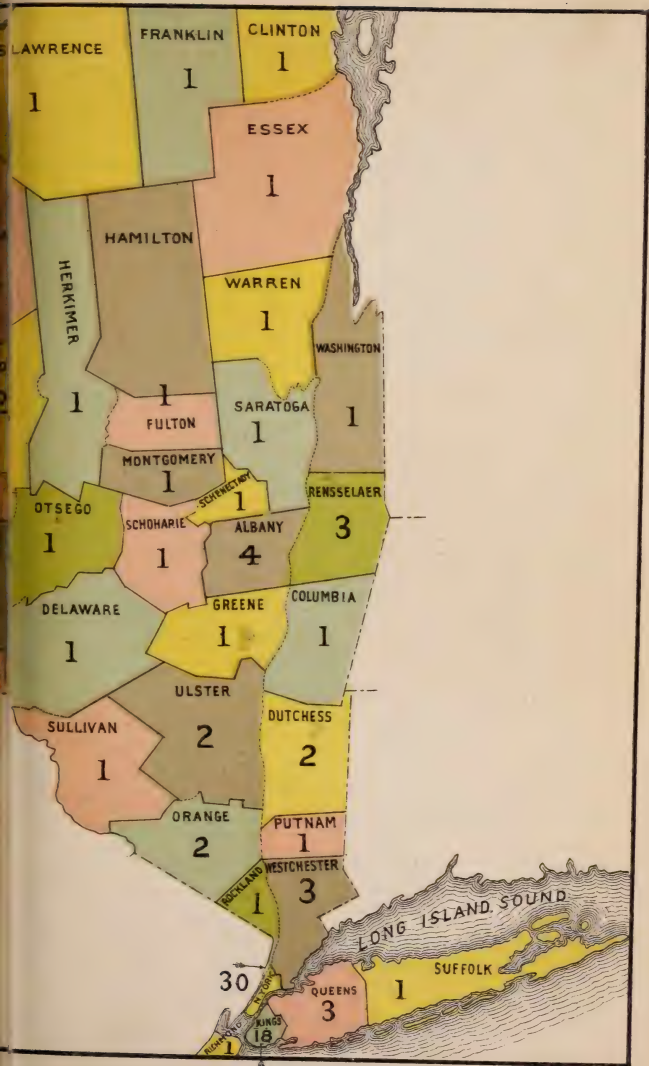 LAWRENCE
1
FRANKLIN
1
CLINTON
1
ESSEX
1
HERKIMER
1
HAMILTON
1
FULTON
WARREN
1
WASHINGTON
1
SARATOGA
1
MONTGOMERY
1
SCHENECTADY
1
OTSEGO
1
SCHOHARIE
1
ALBANY
4
RENSSELAER
3
DELAWARE
1
GREENE
1
COLUMBIA
1
ULSTER
2
SULLIVAN
1
DUTCHESS
2
ORANGE
2
PUTNAM
1
ROCKLAND
1
WESTCHESTER
3
LONG ISLAND SOUND
30
N.YORK
SUFFOLK
1
QUEENS
3
KINGS
18
RICHMOND
1